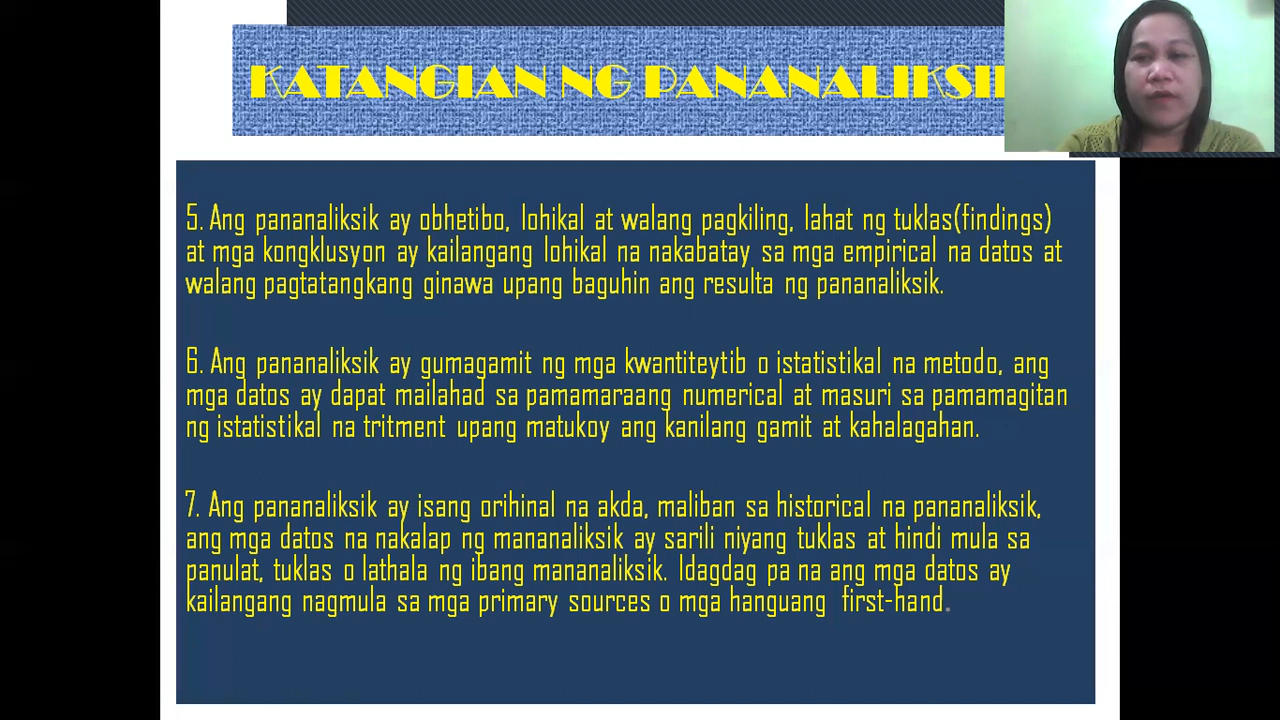 KATANGIAN NG PANANALIKSI
5. Ang pananaliksik ay obhetibo, lohikal at walang pagkiling, lahat ng tuklas(findings)
at mga kongklusyon ay kailangang lohikal na nakabatay sa mga empirical na datos at
walang pagtatangkang ginawa upang baguhin ang resulta ng pananaliksik.
6. Ang pananaliksik ay gumagamit ng mga kwantiteytib o istatistikal na metodo, ang
mga datos ay dapat mailahad sa pamamaraang numerical at masuri sa pamamagitan
ng istatistikal na tritment upang matukoy ang kanilang gamit at kahalagahan.
7. Ang pananaliksik ay isang orihinal na akda, maliban sa historical na pananaliksik,
ang mga datos na nakalap ng mananaliksik ay sarili niyang tuklas at hindi mula sa
panulat, tuklas o lathala ng ibang mananaliksik. Idagdag pa na ang mga datos ay
kailangang nagmula sa mga primary sources o mga hanguang first-hand.